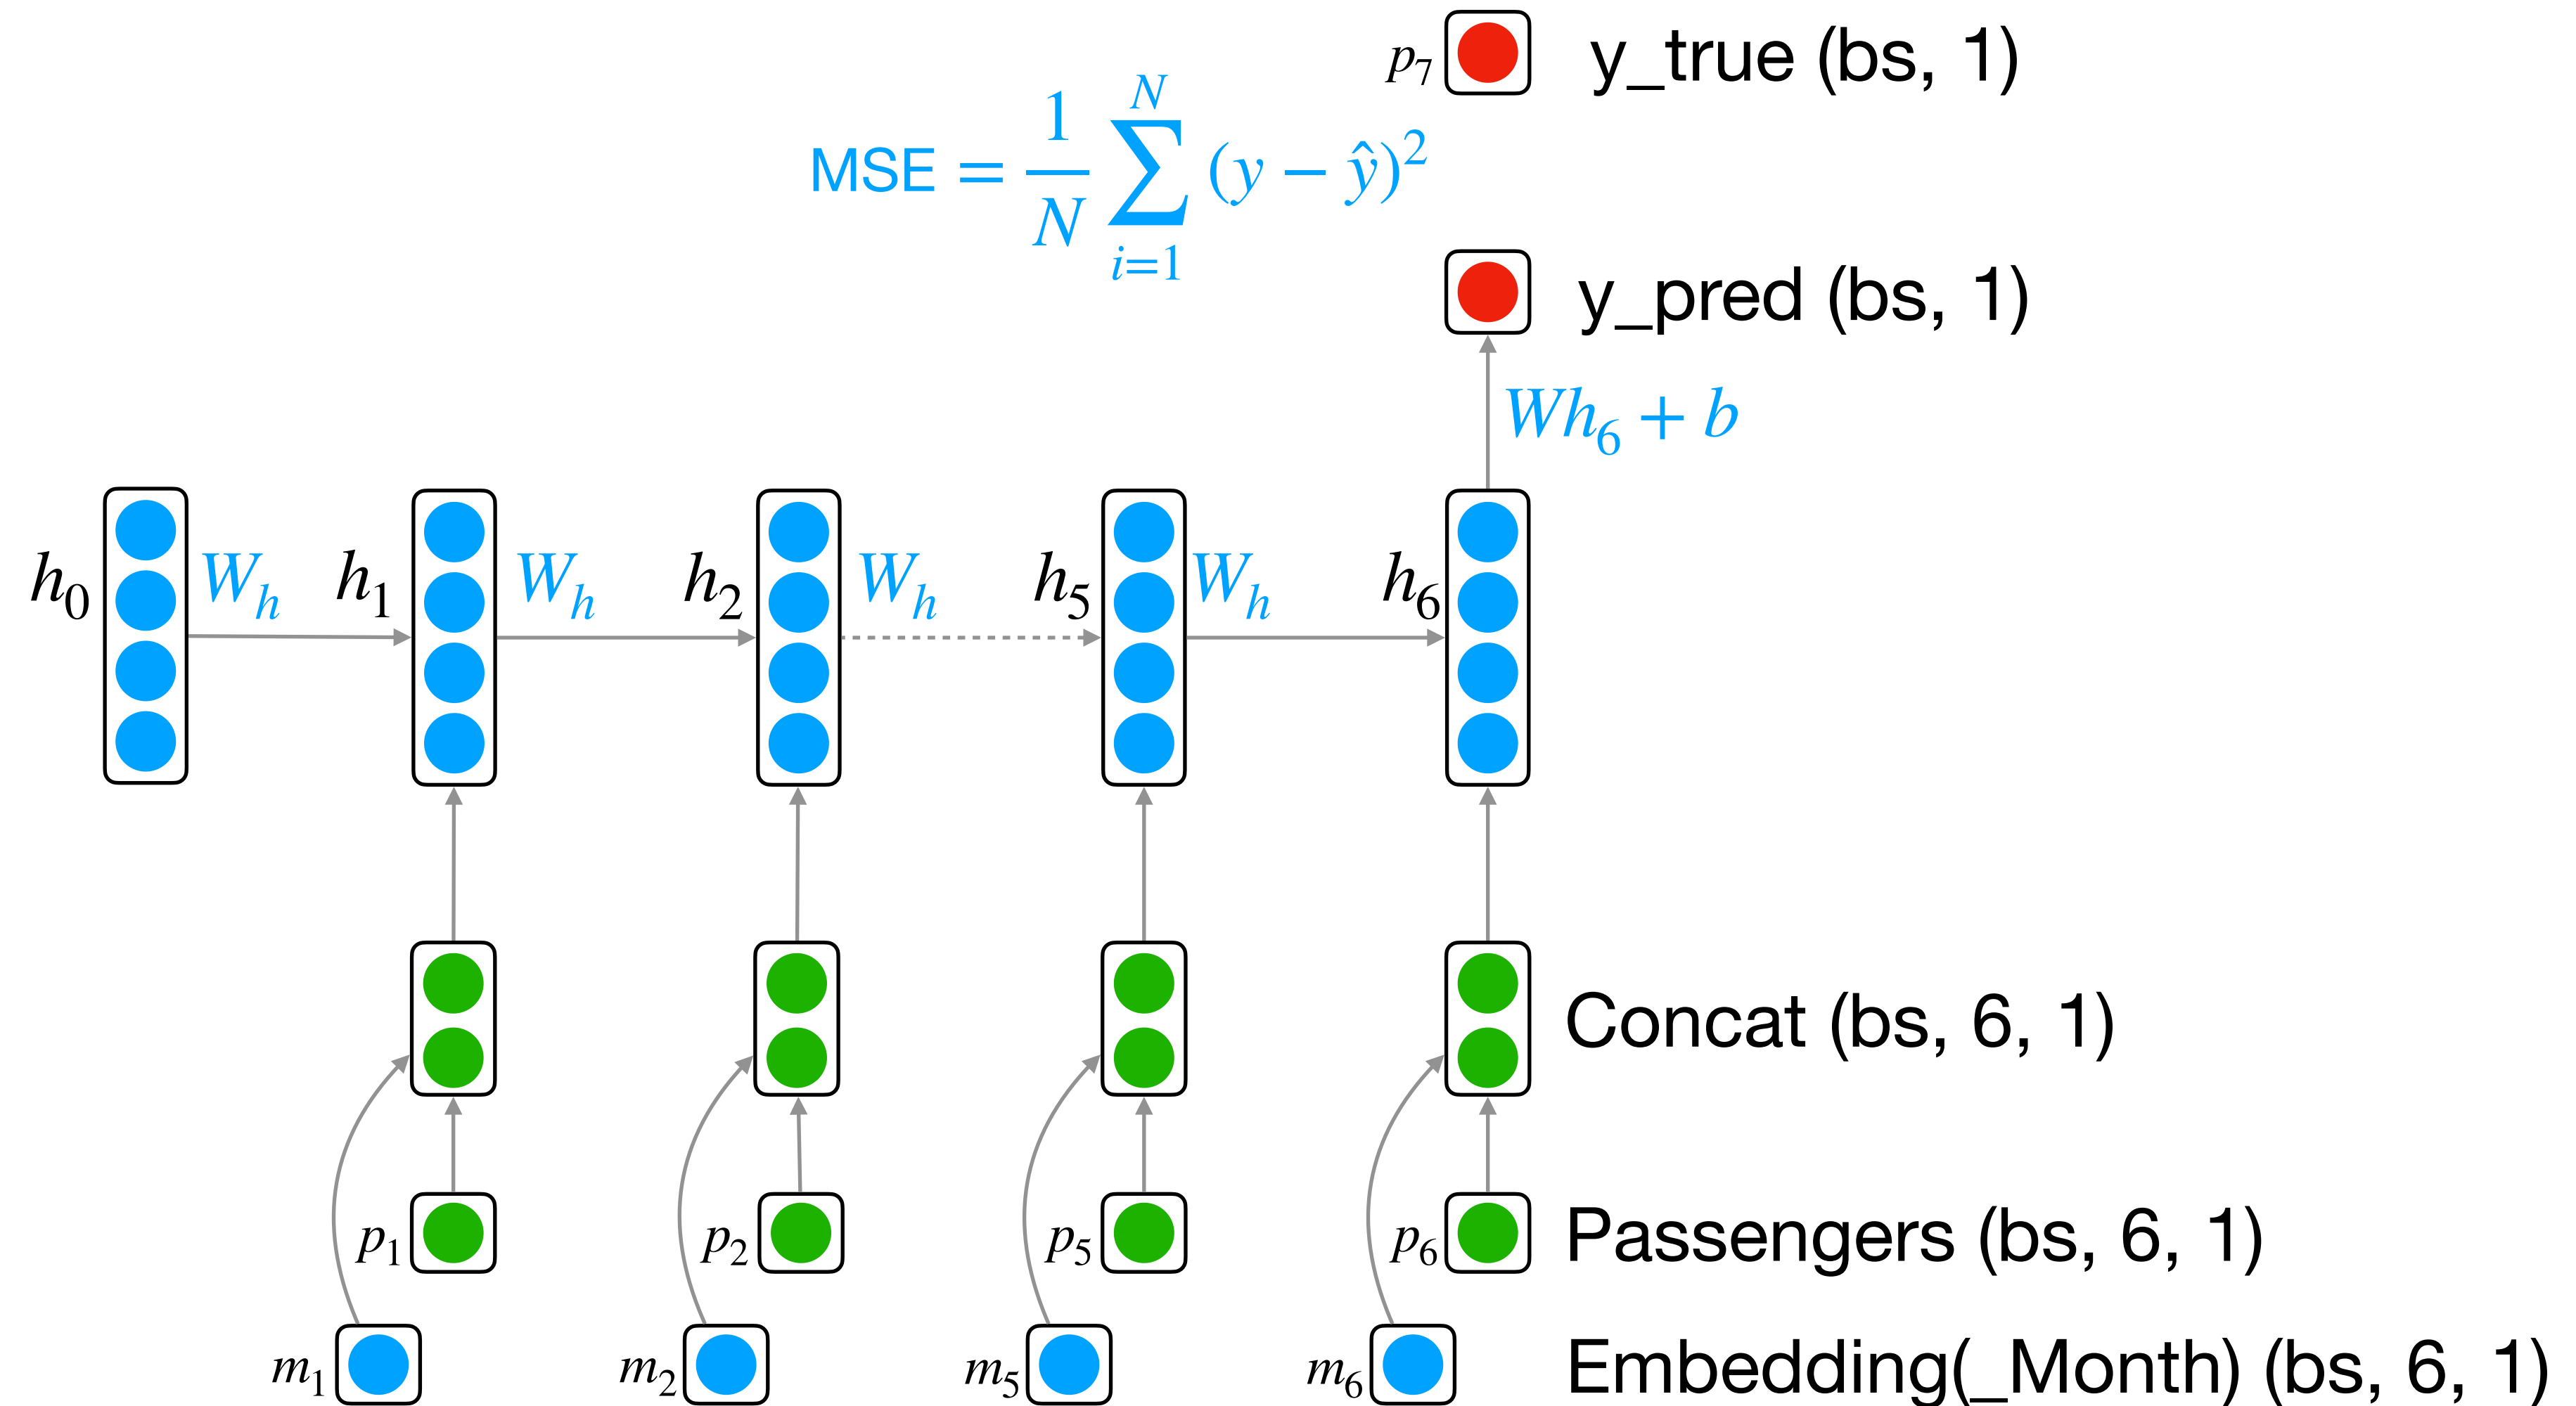 p₇ y_true (bs, 1)
MSE = 1/N ∑ᵢ₌₁ᴺ (y − ŷ)²
y_pred (bs, 1)
Wh₆ + b
h₀ W_h h₁ W_h h₂ W_h h₅ W_h h₆
Concat (bs, 6, 1)
p₁ p₂ p₅ p₆ Passengers (bs, 6, 1)
m₁ m₂ m₅ m₆ Embedding(_Month) (bs, 6, 1)